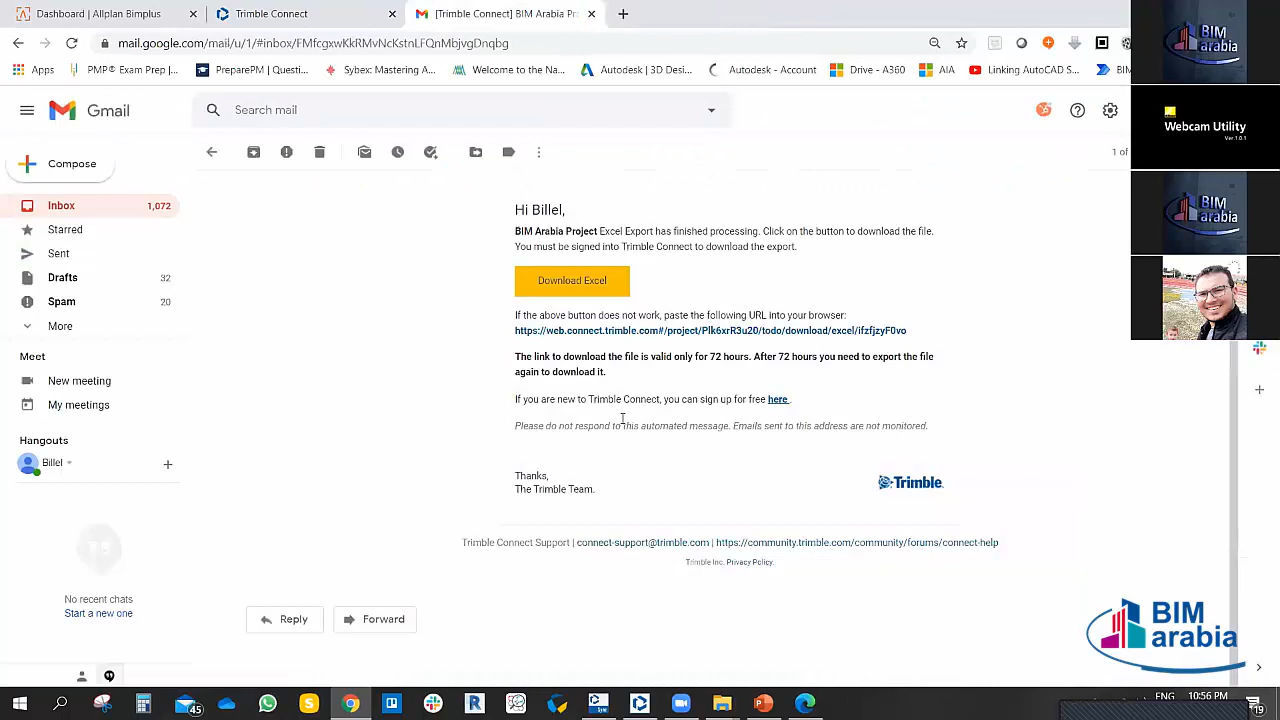 Dashboard | Allplan Bimplus
Trimble Connect
[Trimble Connect] BIM Arabia Pr
mail.google.com/mail/u/1/#inbox/FMfcgxwKkRMvNcKstnLFQnMbjvgDnqbg
Apps
PMP® Exam Prep |...
PreparePM | Questi...
Sybex Mastering A...
Welcome to the Na...
Autodesk | 3D Desi...
Autodesk - Account
Drive - A360
AIA
Linking AutoCAD S...
BIM
Gmail
Search mail
Compose
1 of
Inbox 1,072
Starred
Sent
Drafts 32
Spam 20
More
Meet
New meeting
My meetings
Hangouts
Billel
No recent chats
Start a new one
Hi Billel,
BIM Arabia Project Excel Export has finished processing. Click on the button to download the file.
You must be signed into Trimble Connect to download the export.
Download Excel
If the above button does not work, paste the following URL into your browser:
https://web.connect.trimble.com#/project/Plk6xrR3u20/todo/download/excel/ifzfjzyF0vo
The link to download the file is valid only for 72 hours. After 72 hours you need to export the file
again to download it.
If you are new to Trimble Connect, you can sign up for free here .
Please do not respond to this automated message. Emails sent to this address are not monitored.
Thanks,
The Trimble Team.
Trimble
Trimble Connect Support | connect-support@trimble.com | https://community.trimble.com/community/forums/connect-help
Trimble Inc. Privacy Policy.
Reply
Forward
BIM
arabia
Webcam Utility
Ver.1.0.1
BIM
arabia
BIM
arabia
45
ENG
10:56 PM
19